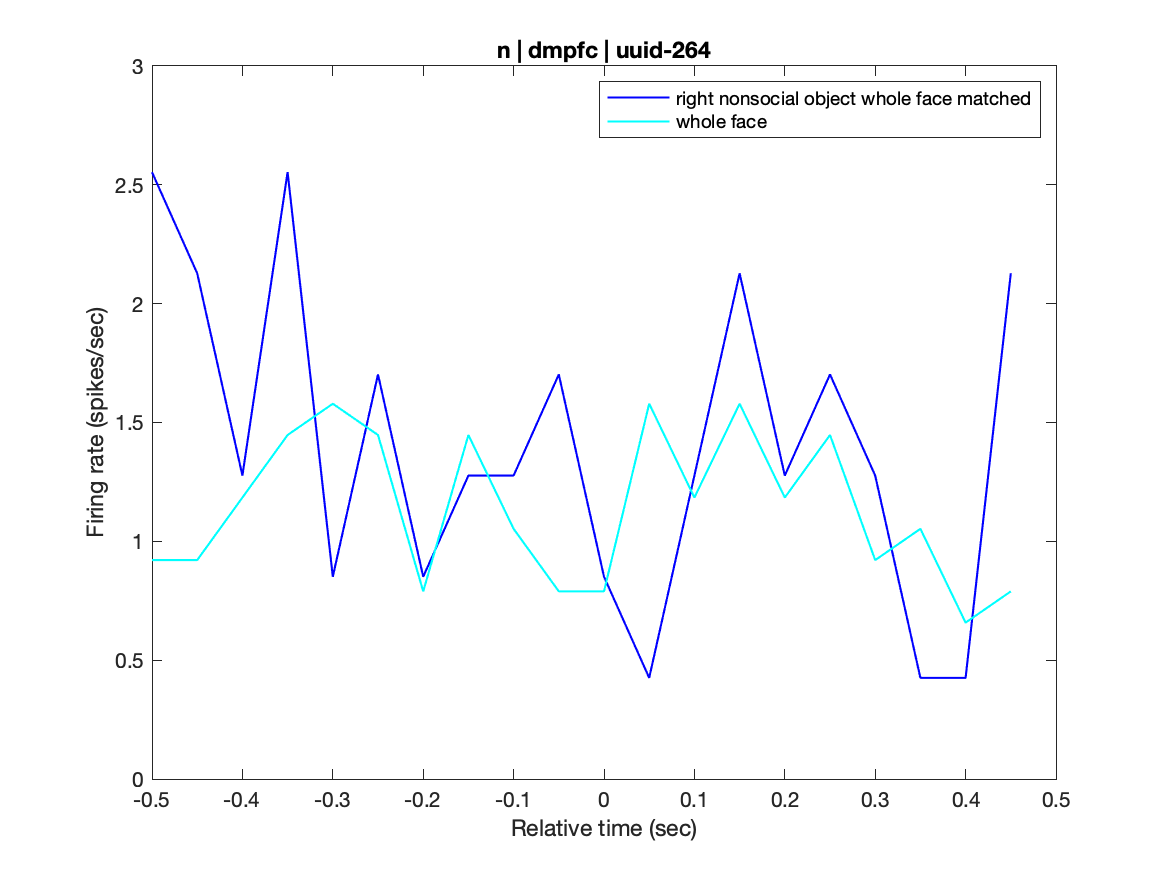 n | dmpfc | uuid-264
right nonsocial object whole face matched
whole face
3
2.5
2
1.5
1
0.5
0
Firing rate (spikes/sec)
-0.5 -0.4 -0.3 -0.2 -0.1 0 0.1 0.2 0.3 0.4 0.5
Relative time (sec)